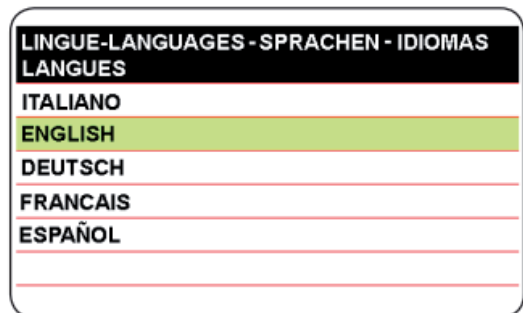 LINGUE-LANGUAGES - SPRACHEN - IDIOMAS
LANGUES
ITALIANO
ENGLISH
DEUTSCH
FRANCAIS
ESPAÑOL